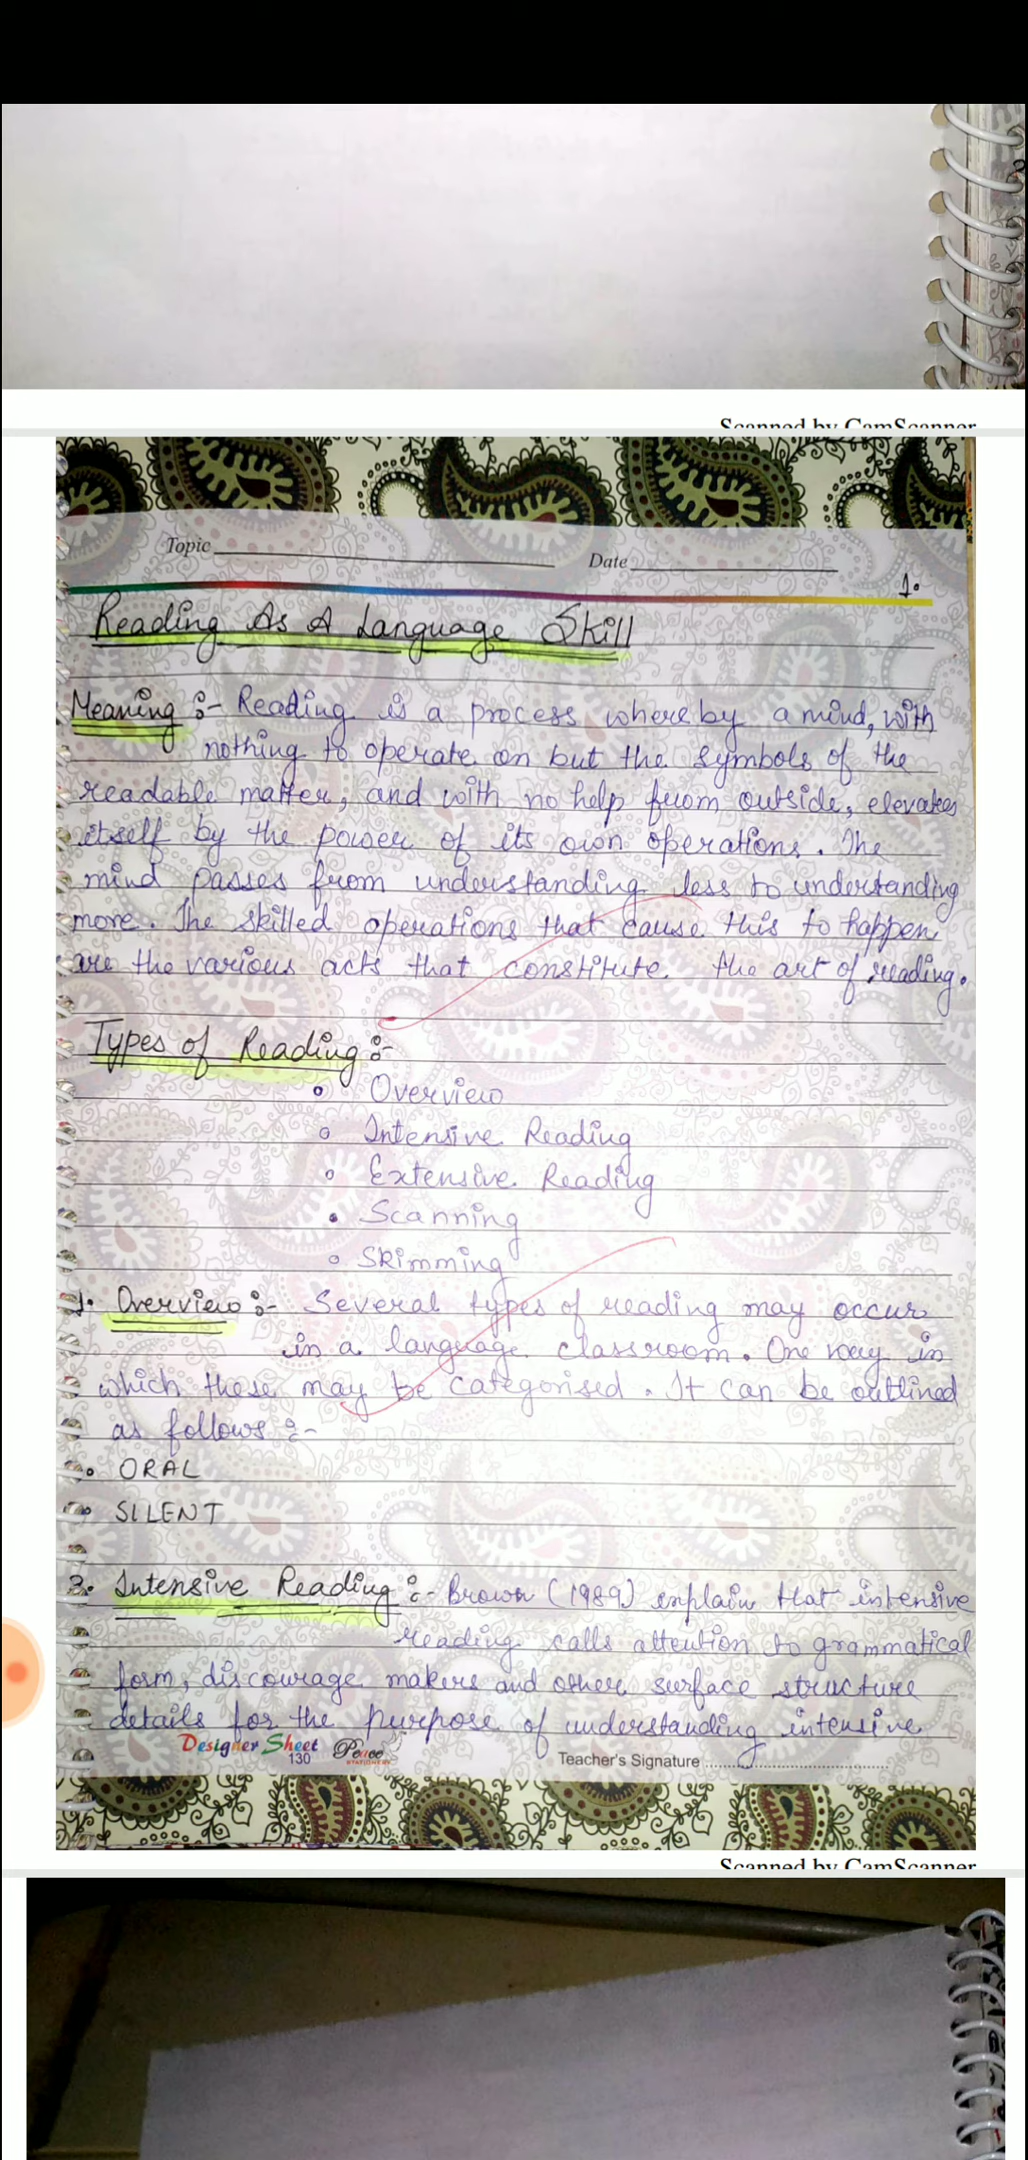 Scanned by CamScanner
Topic
Date
1.
Reading As A Language Skill
Meaning :- Reading is a process whereby a mind, with
nothing to operate on but the symbols of the
readable matter, and with no help from outside, elevates
itself by the power of its own operations. The
mind passes from understanding less to understanding
more. The skilled operations that cause this to happen
are the various acts that constitute the art of reading.
Types of Reading :-
Overview
Intensive Reading
Extensive Reading
Scanning
Skimming
1. Overview :- Several types of reading may occur
in a language classroom. One way in
which these may be categorised. It can be outlined
as follows :-
ORAL
SILENT
2. Intensive Reading :- Brown (1989) explain that intensive
reading calls attention to grammatical
form, discourage makers and other surface structure
details for the purpose of understanding intensive
Designer Sheet
130
Peace
Teacher's Signature
Scanned by CamScanner